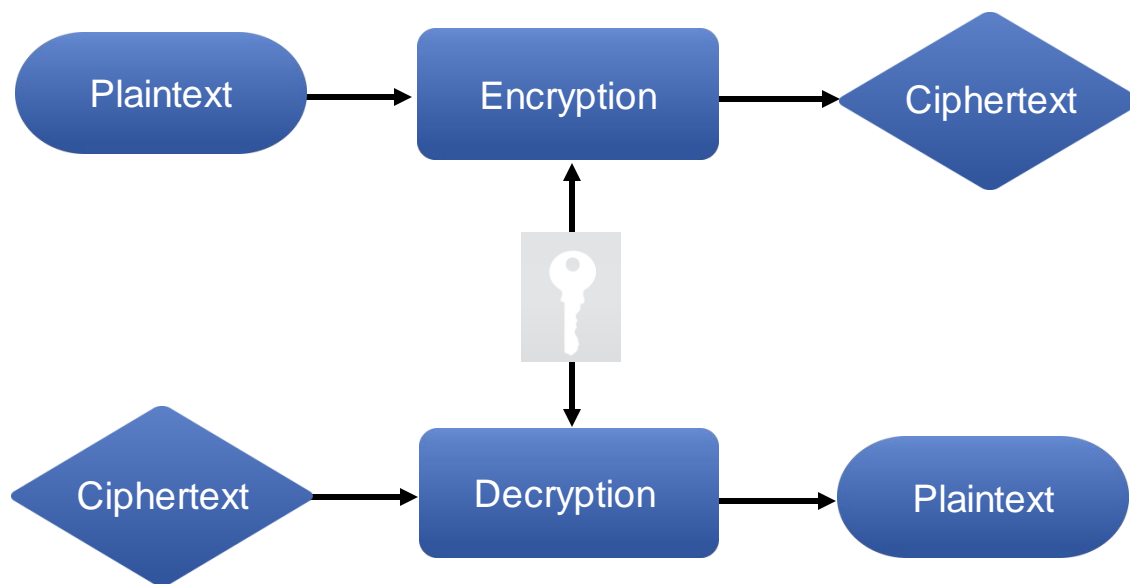 Plaintext
Encryption
Ciphertext
Ciphertext
Decryption
Plaintext